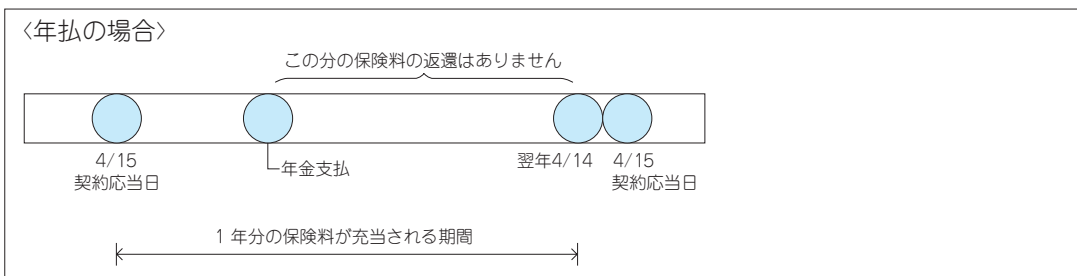 〈年払の場合〉
この分の保険料の返還はありません
4/15
契約応当日
年金支払
翌年4/14
4/15
契約応当日
1年分の保険料が充当される期間